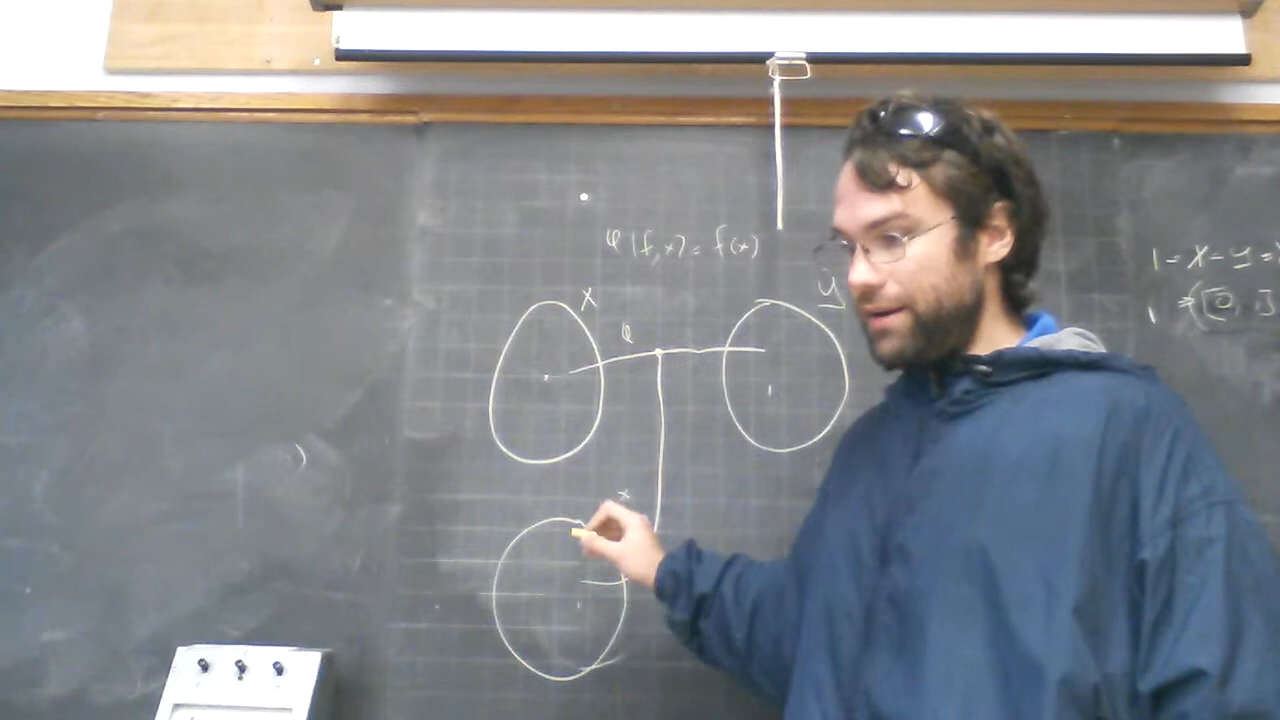 φ(f,x)=f(x)
x
y
φ
x
1-x-y=